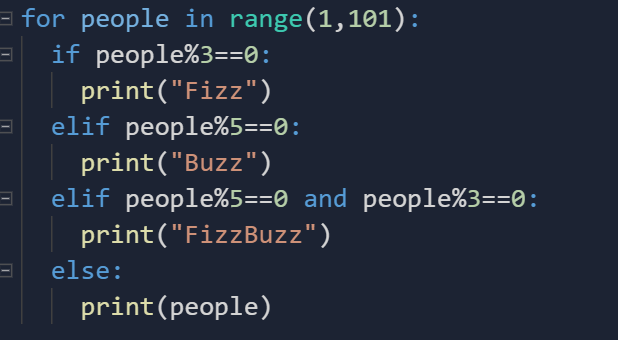 for people in range(1,101):
  if people%3==0:
    print("Fizz")
  elif people%5==0:
    print("Buzz")
  elif people%5==0 and people%3==0:
    print("FizzBuzz")
  else:
    print(people)